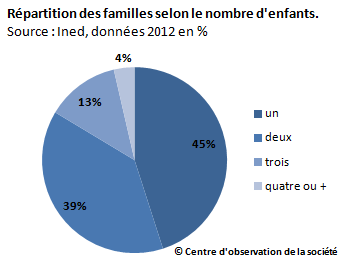 Répartition des familles selon le nombre d'enfants.
Source : Ined, données 2012 en %
4%
13%
45%
39%
un
deux
trois
quatre ou +
© Centre d'observation de la société